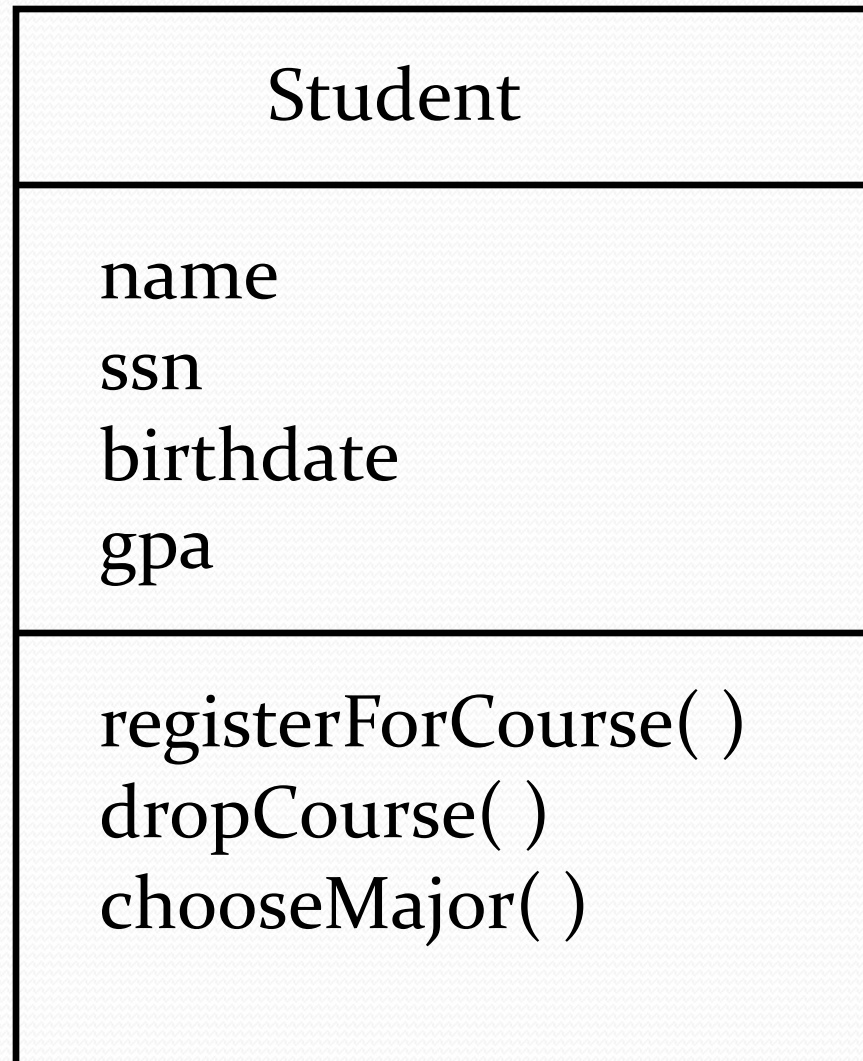 Student
name
ssn
birthdate
gpa
registerForCourse( )
dropCourse( )
chooseMajor( )